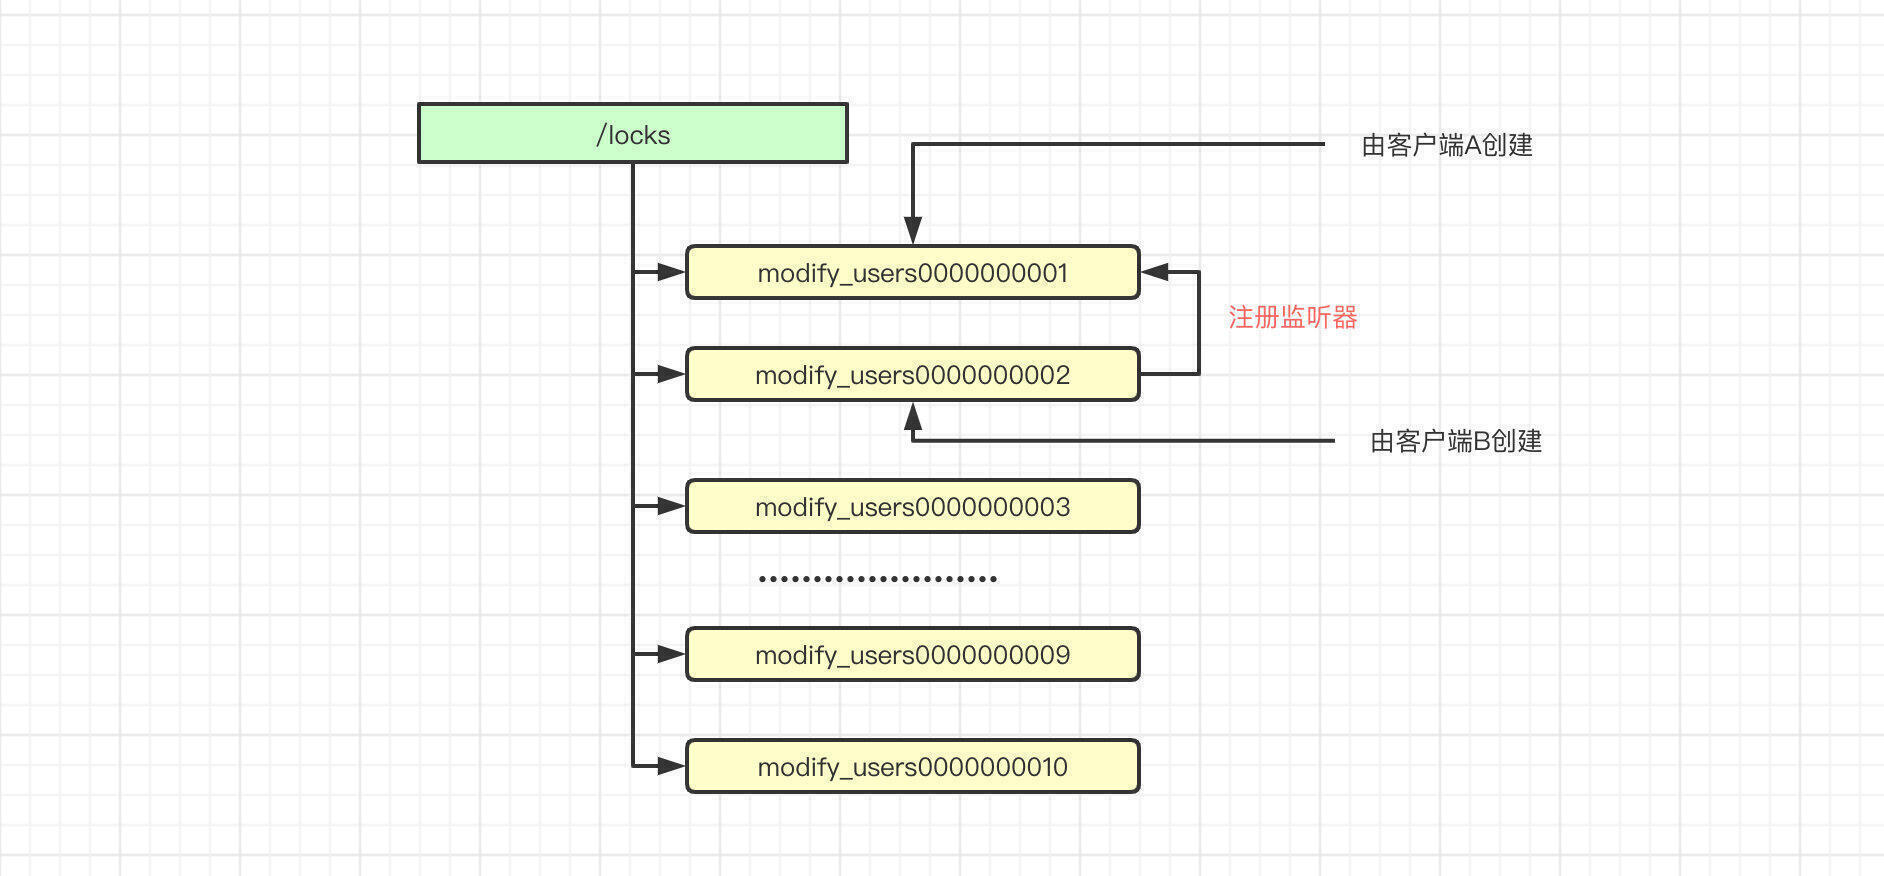 /locks
由客户端A创建
modify_users0000000001
注册监听器
modify_users0000000002
由客户端B创建
modify_users0000000003
......................
modify_users0000000009
modify_users0000000010